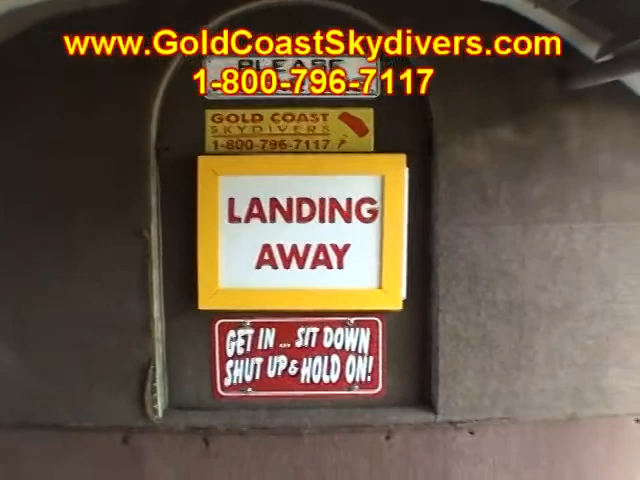 www.GoldCoastSkydivers.com
1-800-796-7117
PLEASE
GOLD COAST
SKYDIVERS
1-800-796-7117
LANDING
AWAY
GET IN ... SIT DOWN
SHUT UP & HOLD ON!